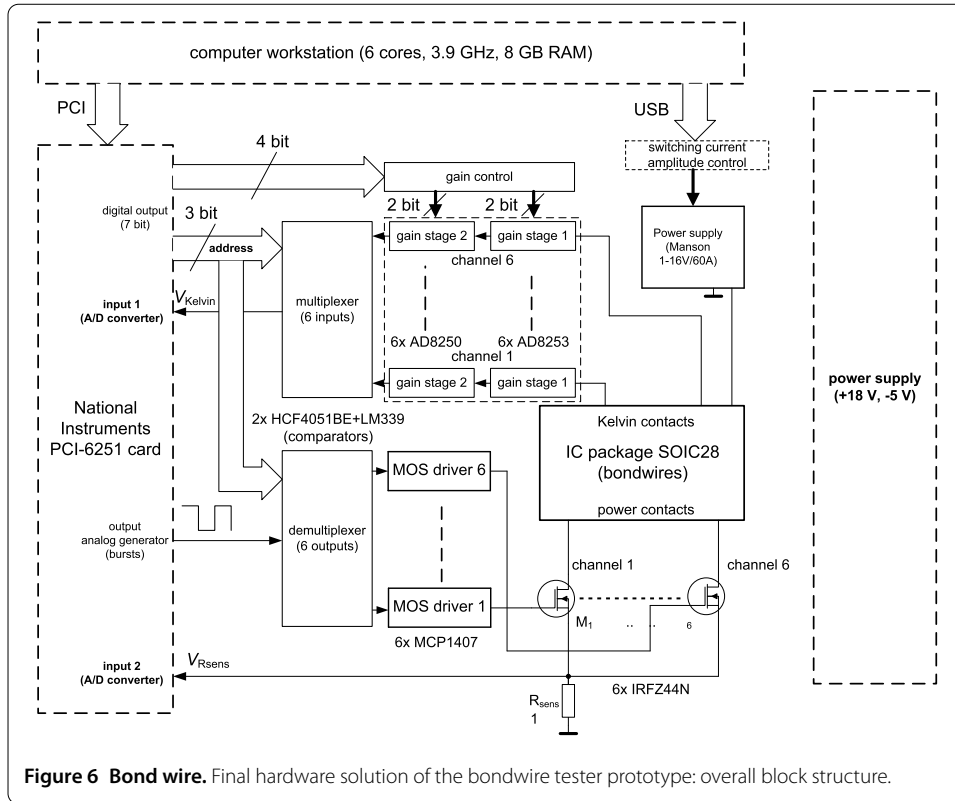 computer workstation (6 cores, 3.9 GHz, 8 GB RAM)
PCI
USB
4 bit
switching current
amplitude control
gain control
digital output
(7 bit)
3 bit
2 bit
2 bit
address
gain stage 2
gain stage 1
channel 6
Power supply
(Manson
1-16V/60A)
input 1
(A/D converter)
VKelvin
multiplexer
(6 inputs)
6x AD8250
6x AD8253
channel 1
gain stage 2
gain stage 1
power supply
(+18 V, -5 V)
National
Instruments
PCI-6251 card
2x HCF4051BE+LM339
(comparators)
Kelvin contacts
IC package SOIC28
(bondwires)
power contacts
MOS driver 6
output
analog generator
(bursts)
demultiplexer
(6 outputs)
channel 1
channel 6
MOS driver 1
M1
.. ..
6
6x MCP1407
input 2
(A/D converter)
VRsens
6x IRFZ44N
Rsens
1
Figure 6 Bond wire. Final hardware solution of the bondwire tester prototype: overall block structure.